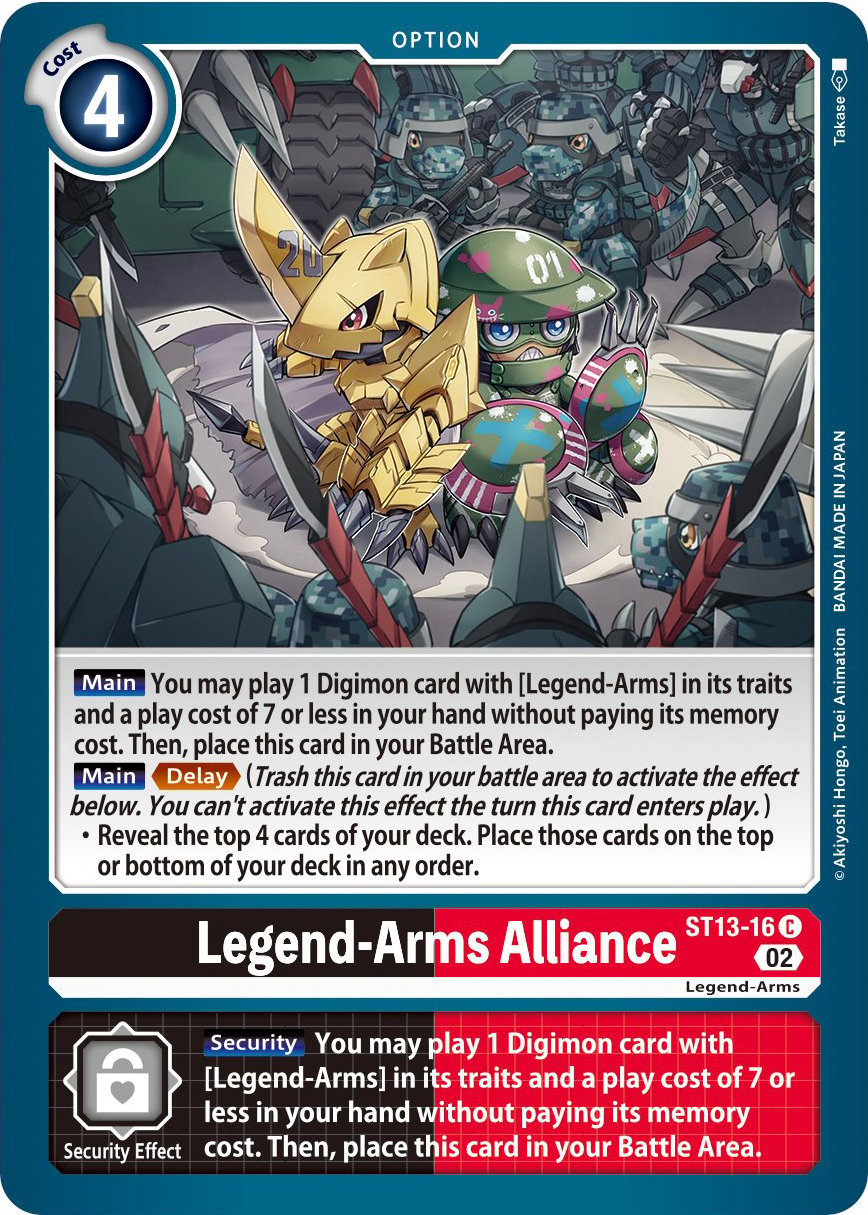 OPTION
Cost
4
20
01
Takase
Main You may play 1 Digimon card with [Legend-Arms] in its traits
and a play cost of 7 or less in your hand without paying its memory
cost. Then, place this card in your Battle Area.
Main Delay (Trash this card in your battle area to activate the effect
below. You can't activate this effect the turn this card enters play.)
・Reveal the top 4 cards of your deck. Place those cards on the top
or bottom of your deck in any order.
©Akiyoshi Hongo, Toei Animation BANDAI MADE IN JAPAN
Legend-Arms Alliance
ST13-16 C
02
Legend-Arms
Security You may play 1 Digimon card with
[Legend-Arms] in its traits and a play cost of 7 or
less in your hand without paying its memory
cost. Then, place this card in your Battle Area.
Security Effect